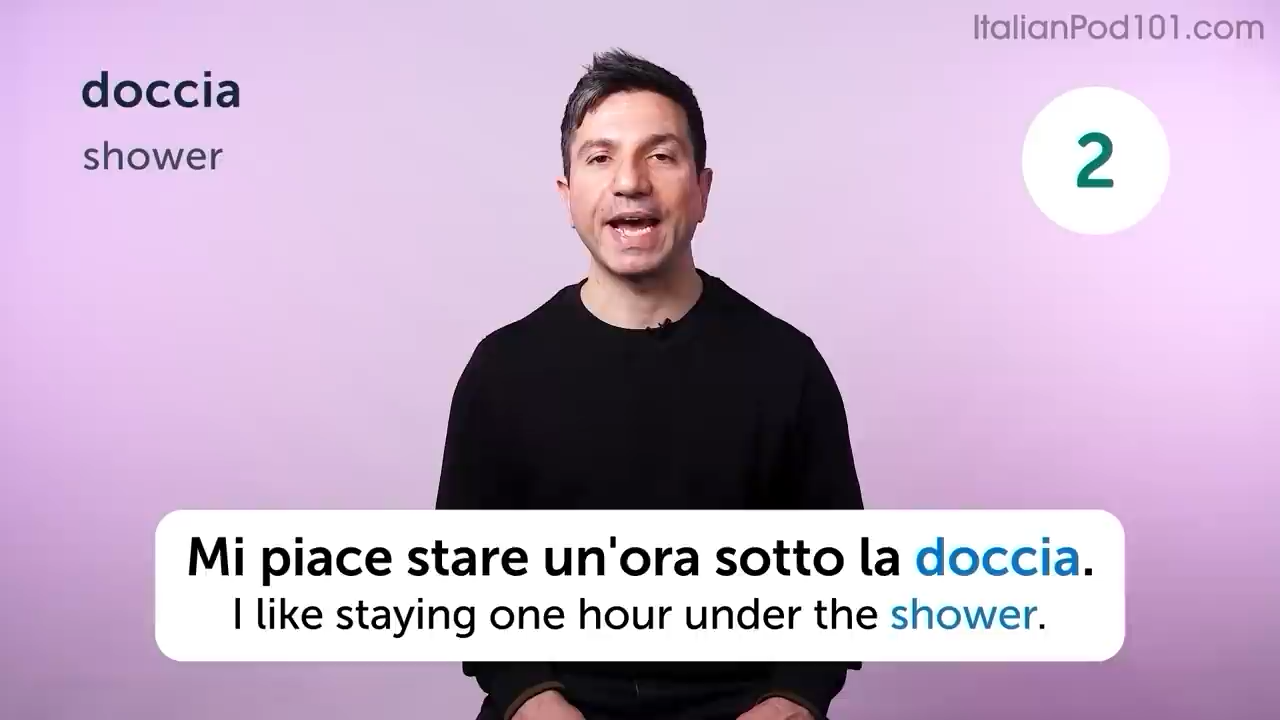 ItalianPod101.com
doccia
shower
2
Mi piace stare un'ora sotto la doccia.
I like staying one hour under the shower.